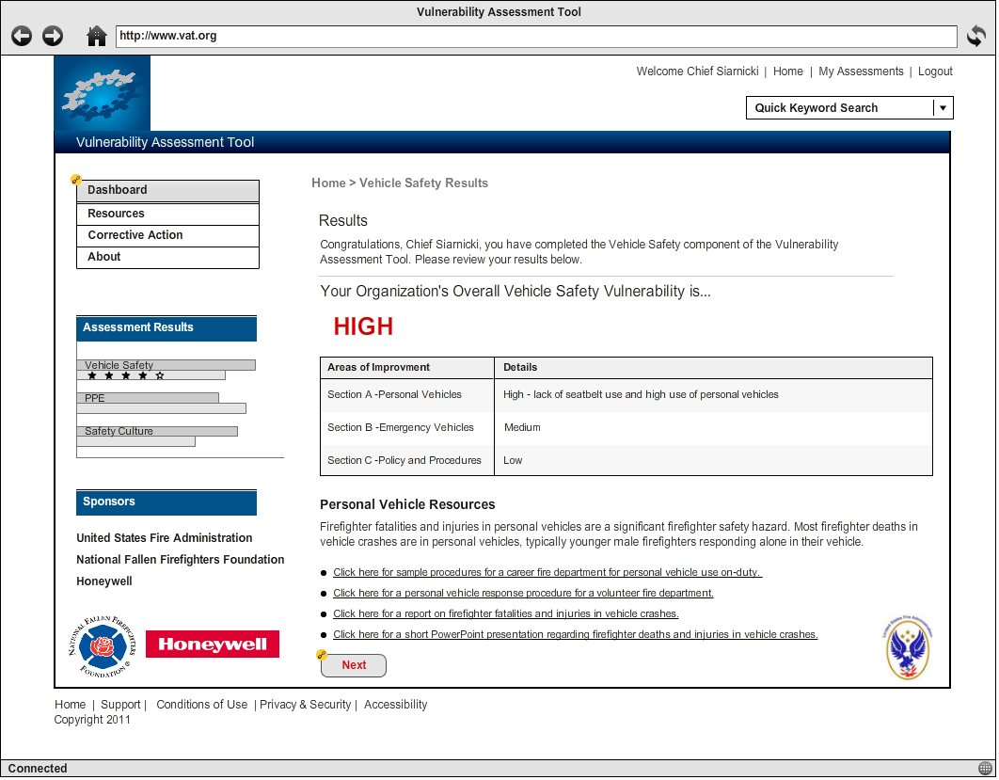 Vulnerability Assessment Tool
http://www.vat.org
Welcome Chief Siarnicki | Home | My Assessments | Logout
Quick Keyword Search
Vulnerability Assessment Tool
Dashboard
Resources
Corrective Action
About
Assessment Results
Vehicle Safety
PPE
Safety Culture
Sponsors
United States Fire Administration
National Fallen Firefighters Foundation
Honeywell
NATIONAL FALLEN FIREFIGHTERS FOUNDATION ®
Honeywell
Home > Vehicle Safety Results
Results
Congratulations, Chief Siarnicki, you have completed the Vehicle Safety component of the Vulnerability
Assessment Tool. Please review your results below.
Your Organization's Overall Vehicle Safety Vulnerability is...
HIGH
Areas of Improvment Details
Section A -Personal Vehicles High - lack of seatbelt use and high use of personal vehicles
Section B -Emergency Vehicles Medium
Section C -Policy and Procedures Low
Personal Vehicle Resources
Firefighter fatalities and injuries in personal vehicles are a significant firefighter safety hazard. Most firefighter deaths in
vehicle crashes are in personal vehicles, typically younger male firefighters responding alone in their vehicle.
Click here for sample procedures for a career fire department for personal vehicle use on-duty.
Click here for a personal vehicle response procedure for a volunteer fire department.
Click here for a report on firefighter fatalities and injuries in vehicle crashes.
Click here for a short PowerPoint presentation regarding firefighter deaths and injuries in vehicle crashes.
Next
United States Fire Administration
Home | Support | Conditions of Use | Privacy & Security | Accessibility
Copyright 2011
Connected